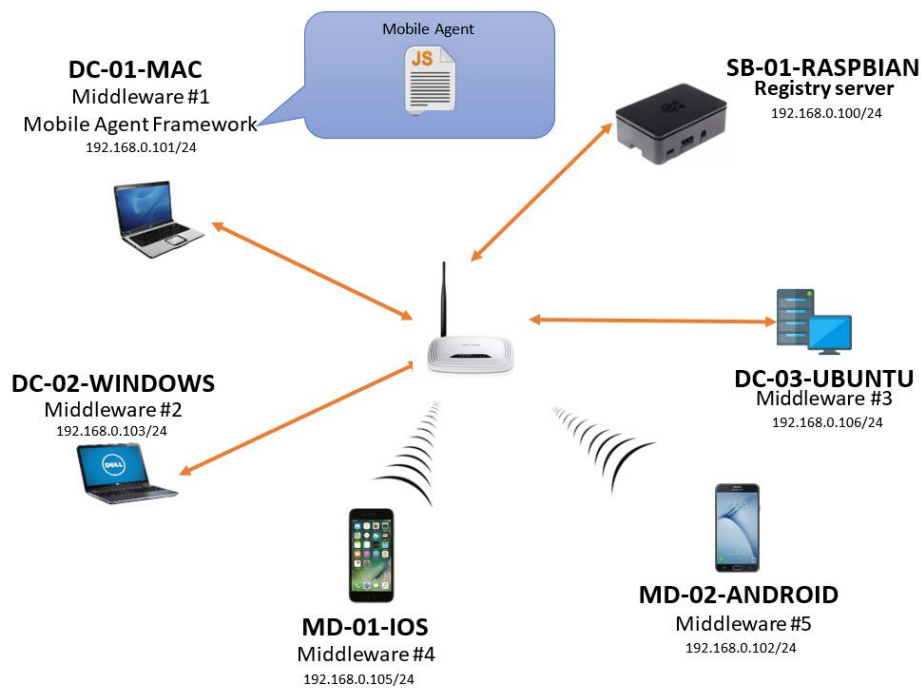 Mobile Agent
JS
DC-01-MAC
Middleware #1
Mobile Agent Framework
192.168.0.101/24
SB-01-RASPBIAN
Registry server
192.168.0.100/24
DC-02-WINDOWS
Middleware #2
192.168.0.103/24
DELL
DC-03-UBUNTU
Middleware #3
192.168.0.106/24
MD-01-IOS
Middleware #4
192.168.0.105/24
MD-02-ANDROID
Middleware #5
192.168.0.102/24